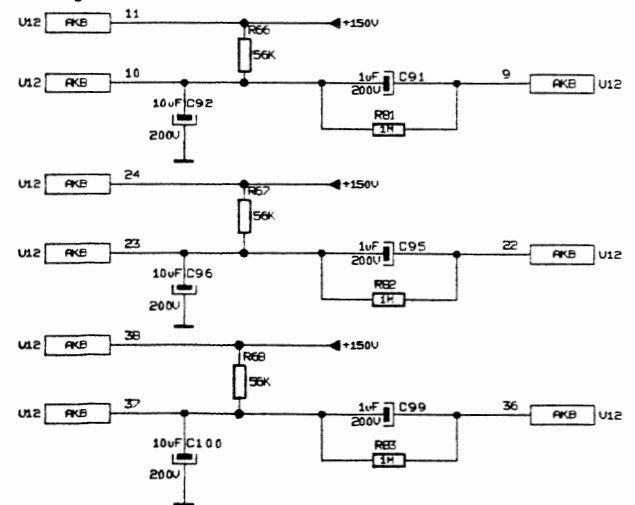 U12 AKB 11 +150V
R66
56K
U12 AKB 10 1uF C91 9 AKB U12
200V
10uF C92
200V
R81
1M
U12 AKB 24 +150V
R67
56K
U12 AKB 23 1uF C95 22 AKB U12
200V
10uF C96
200V
R82
1M
U12 AKB 38 +150V
R68
56K
U12 AKB 37 1uF C99 36 AKB U12
200V
10uF C100
200V
R83
1M